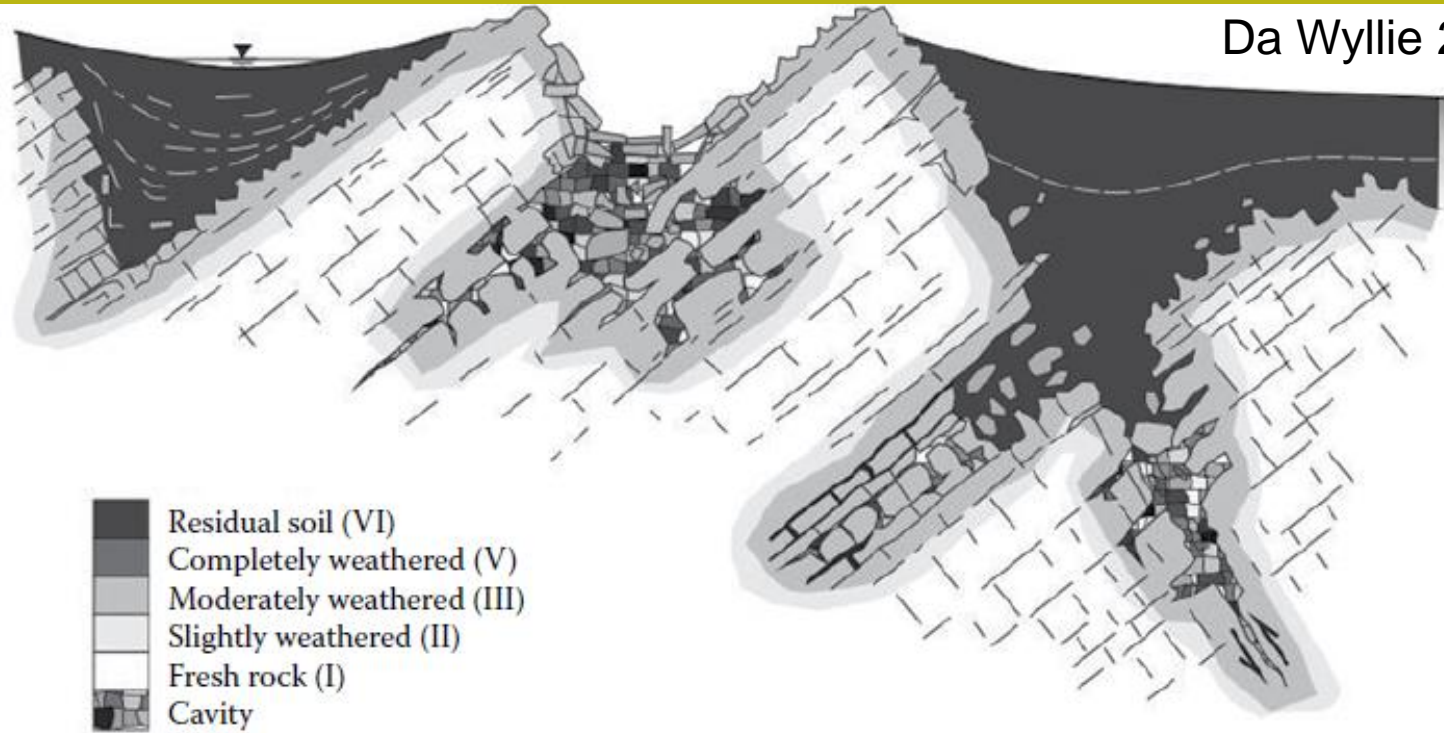 Da Wyllie 2
Residual soil (VI)
Completely weathered (V)
Moderately weathered (III)
Slightly weathered (II)
Fresh rock (I)
Cavity